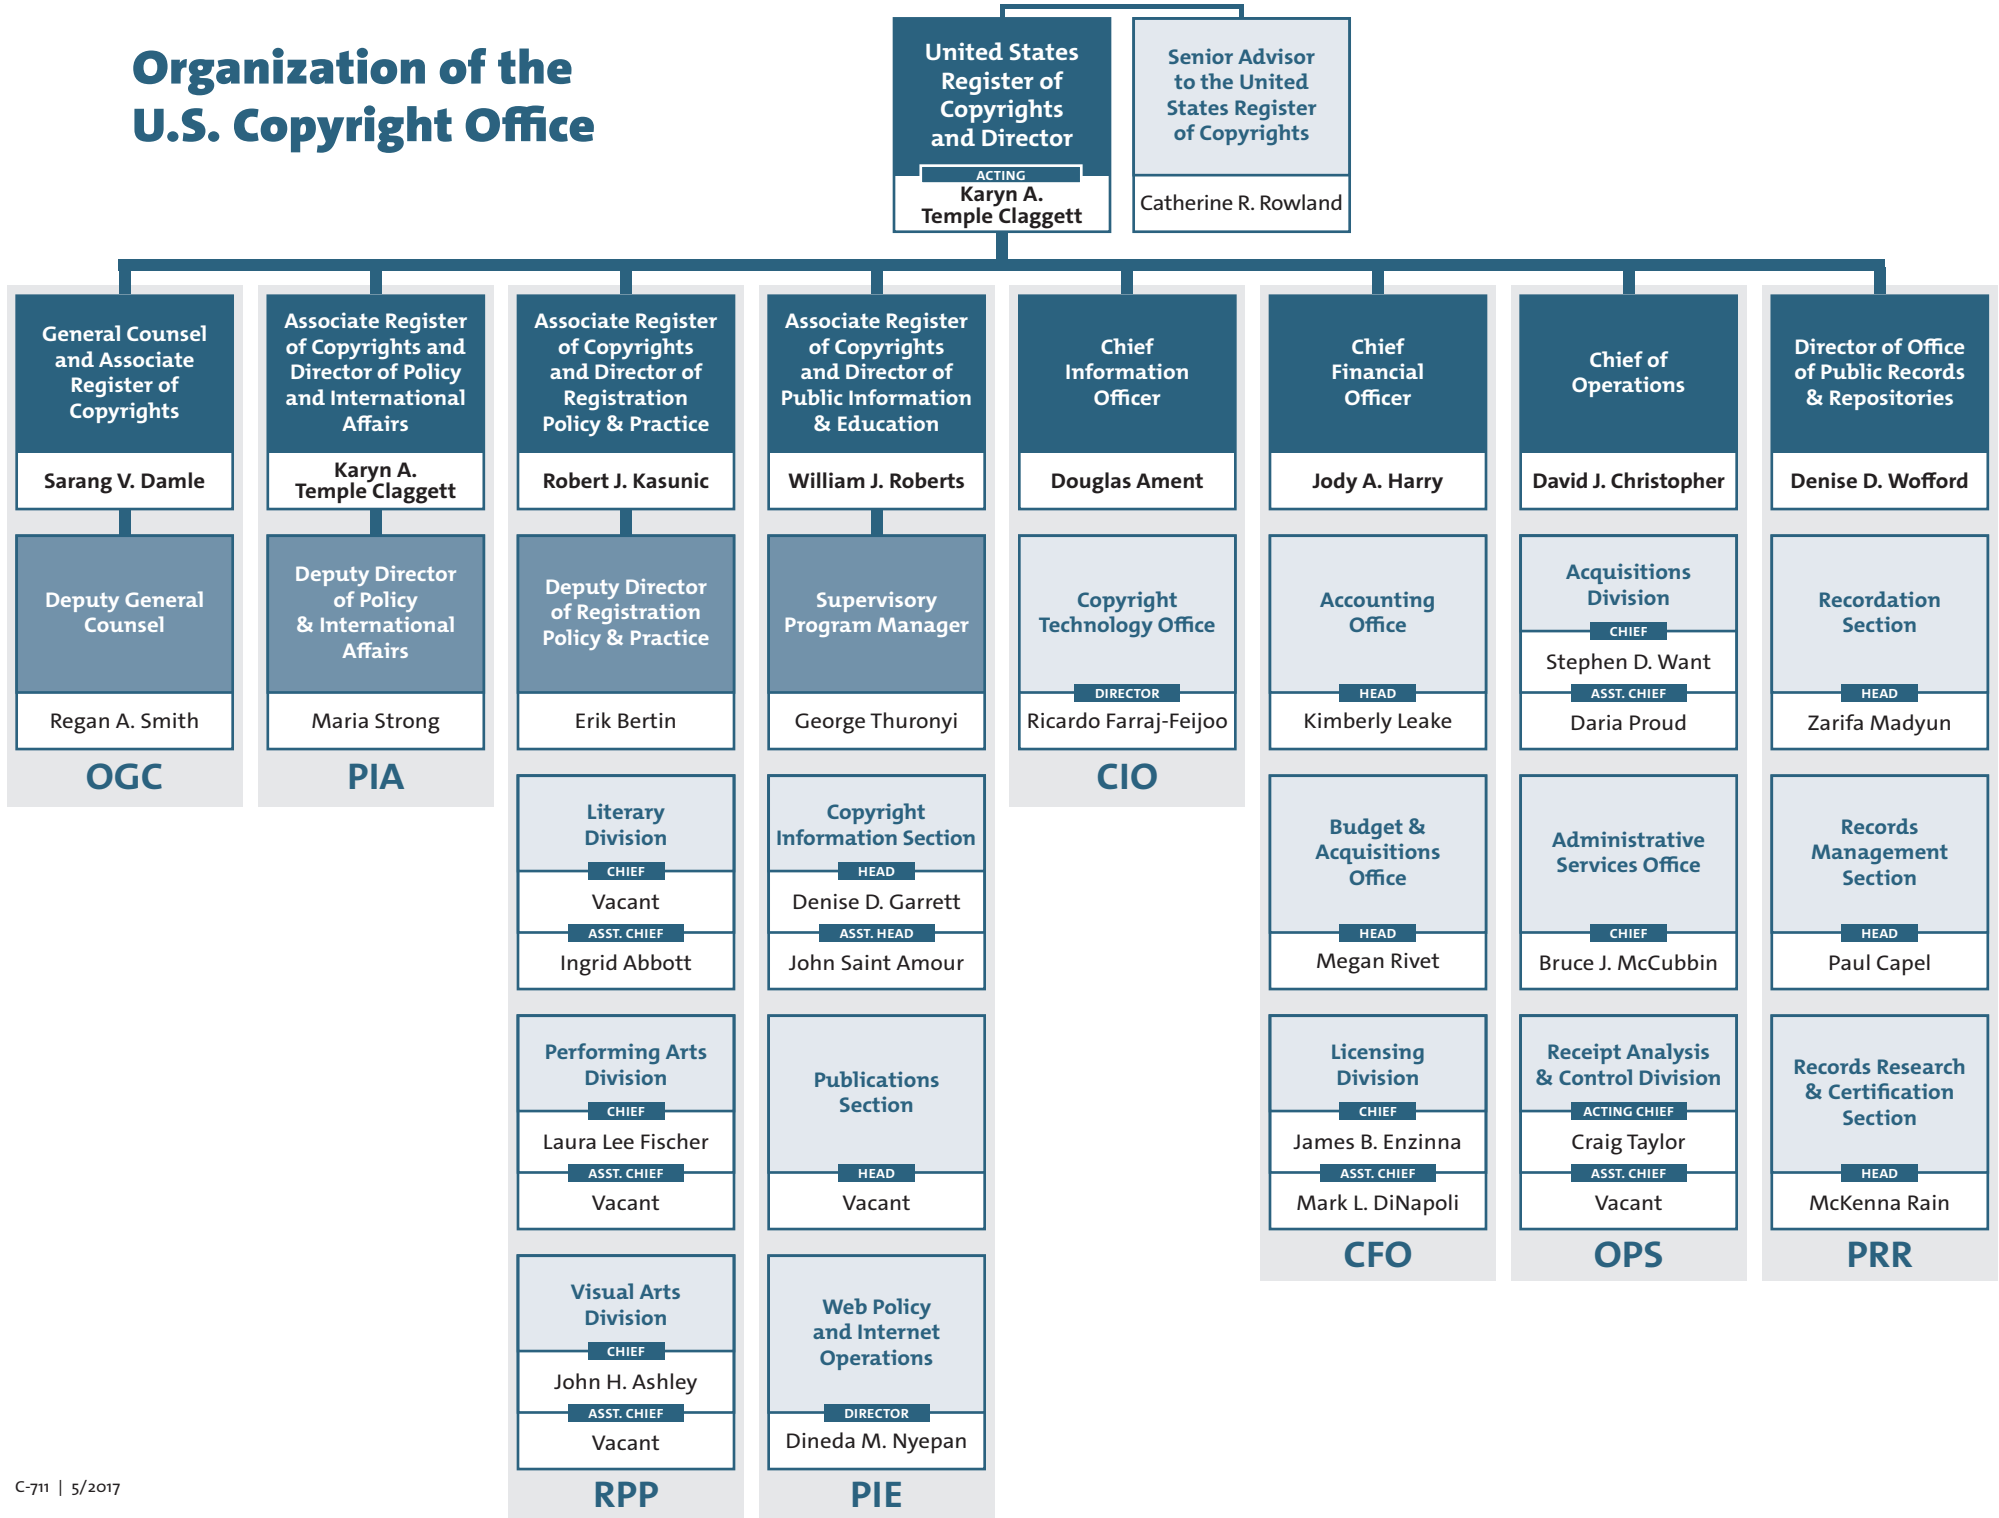 Organization of the
U.S. Copyright Office
United States
Register of
Copyrights
and Director
ACTING
Karyn A.
Temple Claggett
Senior Advisor
to the United
States Register
of Copyrights
Catherine R. Rowland
General Counsel
and Associate
Register of
Copyrights
Sarang V. Damle
Deputy General
Counsel
Regan A. Smith
OGC
Associate Register
of Copyrights and
Director of Policy
and International
Affairs
Karyn A.
Temple Claggett
Deputy Director
of Policy
& International
Affairs
Maria Strong
PIA
Associate Register
of Copyrights
and Director of
Registration
Policy & Practice
Robert J. Kasunic
Deputy Director
of Registration
Policy & Practice
Erik Bertin
Literary
Division
CHIEF
Vacant
ASST. CHIEF
Ingrid Abbott
Performing Arts
Division
CHIEF
Laura Lee Fischer
ASST. CHIEF
Vacant
Visual Arts
Division
CHIEF
John H. Ashley
ASST. CHIEF
Vacant
RPP
Associate Register
of Copyrights
and Director of
Public Information
& Education
William J. Roberts
Supervisory
Program Manager
George Thuronyi
Copyright
Information Section
HEAD
Denise D. Garrett
ASST. HEAD
John Saint Amour
Publications
Section
HEAD
Vacant
Web Policy
and Internet
Operations
DIRECTOR
Dineda M. Nyepan
PIE
Chief
Information
Officer
Douglas Ament
Copyright
Technology Office
DIRECTOR
Ricardo Farraj-Feijoo
CIO
Chief
Financial
Officer
Jody A. Harry
Accounting
Office
HEAD
Kimberly Leake
Budget &
Acquisitions
Office
HEAD
Megan Rivet
Licensing
Division
CHIEF
James B. Enzinna
ASST. CHIEF
Mark L. DiNapoli
CFO
Chief of
Operations
David J. Christopher
Acquisitions
Division
CHIEF
Stephen D. Want
ASST. CHIEF
Daria Proud
Administrative
Services Office
CHIEF
Bruce J. McCubbin
Receipt Analysis
& Control Division
ACTING CHIEF
Craig Taylor
ASST. CHIEF
Vacant
OPS
Director of Office
of Public Records
& Repositories
Denise D. Wofford
Recordation
Section
HEAD
Zarifa Madyun
Records
Management
Section
HEAD
Paul Capel
Records Research
& Certification
Section
HEAD
McKenna Rain
PRR
C-711 | 5/2017